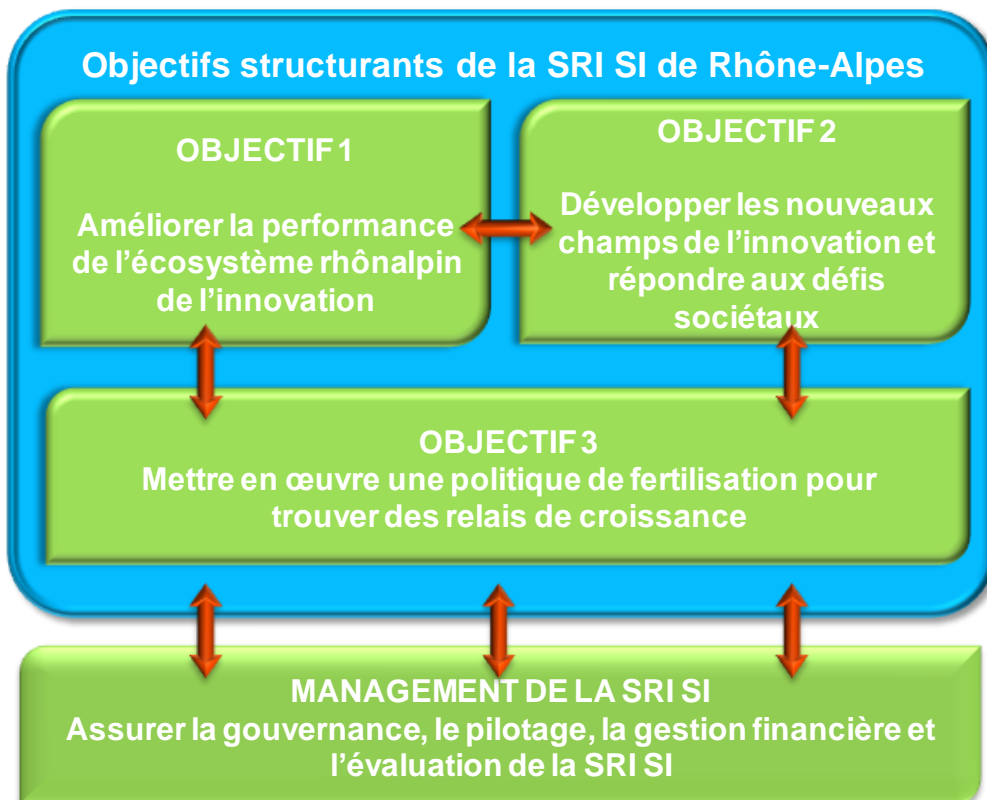 Objectifs structurants de la SRI SI de Rhône-Alpes
OBJECTIF 1
Améliorer la performance
de l’écosystème rhônalpin
de l’innovation
OBJECTIF 2
Développer les nouveaux
champs de l’innovation et
répondre aux défis
sociétaux
OBJECTIF 3
Mettre en œuvre une politique de fertilisation pour
trouver des relais de croissance
MANAGEMENT DE LA SRI SI
Assurer la gouvernance, le pilotage, la gestion financière et
l’évaluation de la SRI SI